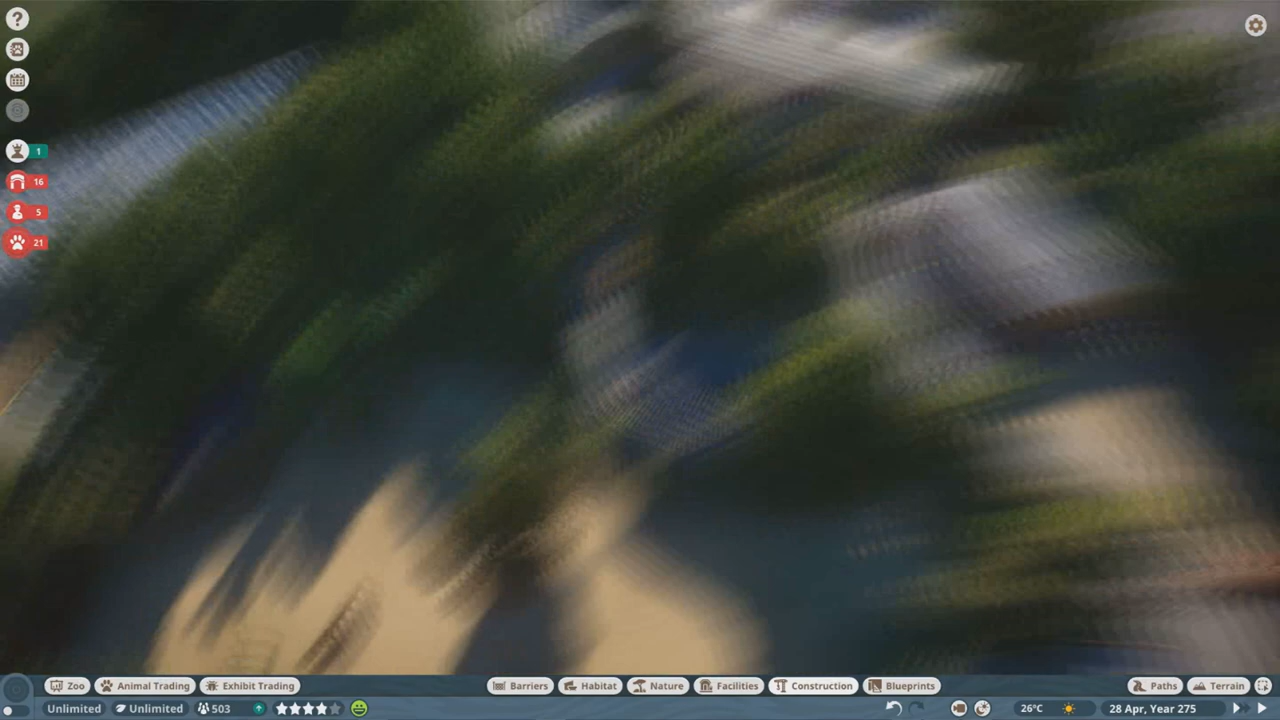 ?
1
16
5
21
Zoo
Animal Trading
Exhibit Trading
Barriers
Habitat
Nature
Facilities
Construction
Blueprints
Paths
Terrain
Unlimited
Unlimited
503
26°C
28 Apr, Year 275